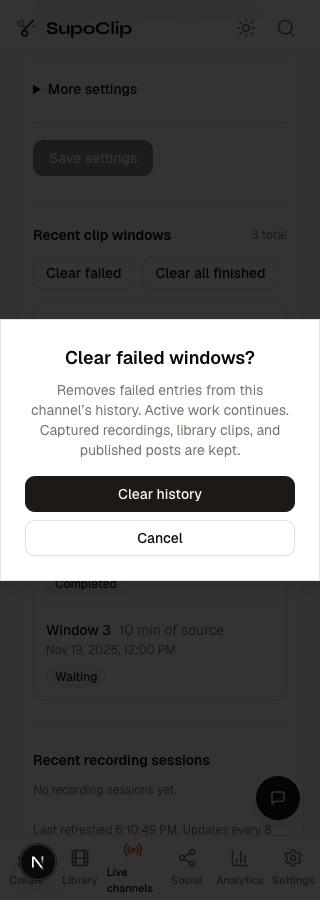 SupoClip
More settings
Save settings
Recent clip windows 3 total
Clear failed Clear all finished
Clear failed windows?
Removes failed entries from this
channel's history. Active work continues.
Captured recordings, library clips, and
published posts are kept.
Clear history
Cancel
Completed
Window 3 10 min of source
Nov 19, 2026, 12:00 PM
Waiting
Recent recording sessions
No recording sessions yet.
Last refreshed 6:10:49 PM. Updates every 8
N
Create Library Live channels Social Analytics Settings